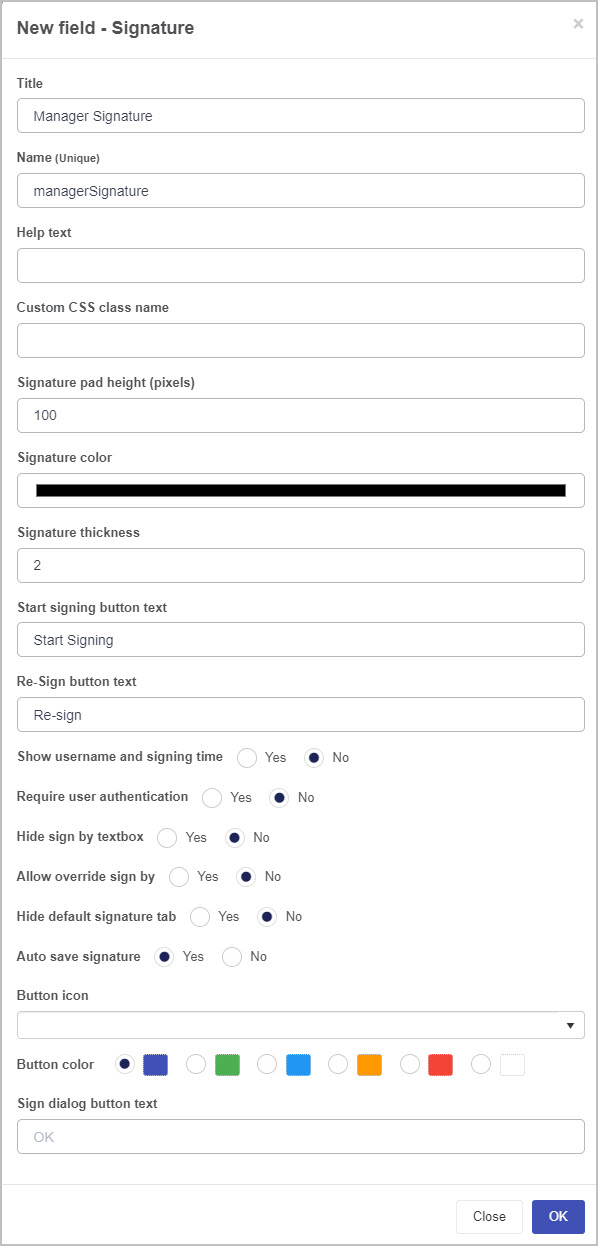 New field - Signature ×
Title
Manager Signature
Name (Unique)
managerSignature
Help text
Custom CSS class name
Signature pad height (pixels)
100
Signature color
Signature thickness
2
Start signing button text
Start Signing
Re-Sign button text
Re-sign
Show username and signing time Yes No
Require user authentication Yes No
Hide sign by textbox Yes No
Allow override sign by Yes No
Hide default signature tab Yes No
Auto save signature Yes No
Button icon
Button color
Sign dialog button text
OK
Close OK